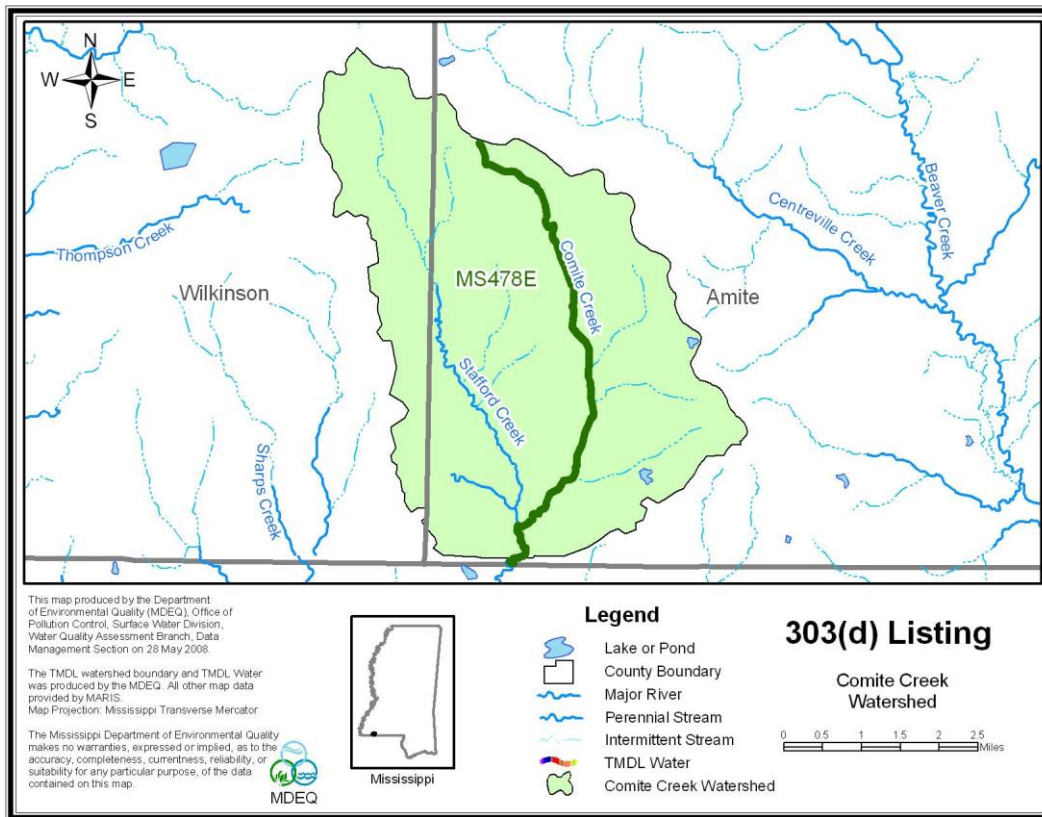 N
W E
S
Thompson Creek
Wilkinson
Sharps Creek
MS478E
Comite Creek
Stafford Creek
Amite
Centreville Creek
Beaver Creek
This map produced by the Department
of Environmental Quality (MDEQ), Office of
Pollution Control, Surface Water Division,
Water Quality Assessment Branch, Data
Management Section on 28 May 2008.
The TMDL watershed boundary and TMDL Water
was produced by the MDEQ. All other map data
provided by MARIS.
Map Projection: Mississippi Transverse Mercator
The Mississippi Department of Environmental Quality
makes no warranties, expressed or implied, as to the
accuracy, completeness, currentness, reliability, or
suitability for any particular purpose, of the data
contained on this map.
MDEQ
Mississippi
Legend
Lake or Pond
County Boundary
Major River
Perennial Stream
Intermittent Stream
TMDL Water
Comite Creek Watershed
303(d) Listing
Comite Creek
Watershed
0 0.5 1 1.5 2 2.5
Miles